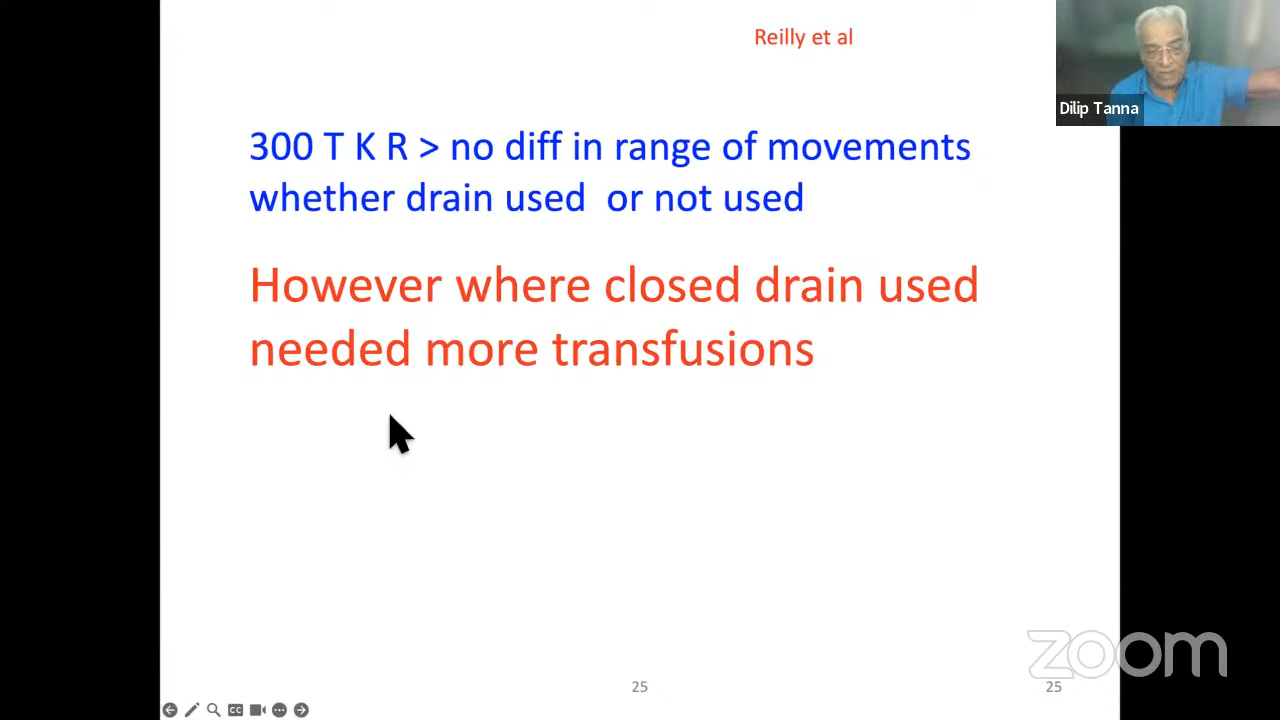 Reilly et al
Dilip Tanna
300 T K R > no diff in range of movements
whether drain used or not used
However where closed drain used
needed more transfusions
zoom
25
25
CC